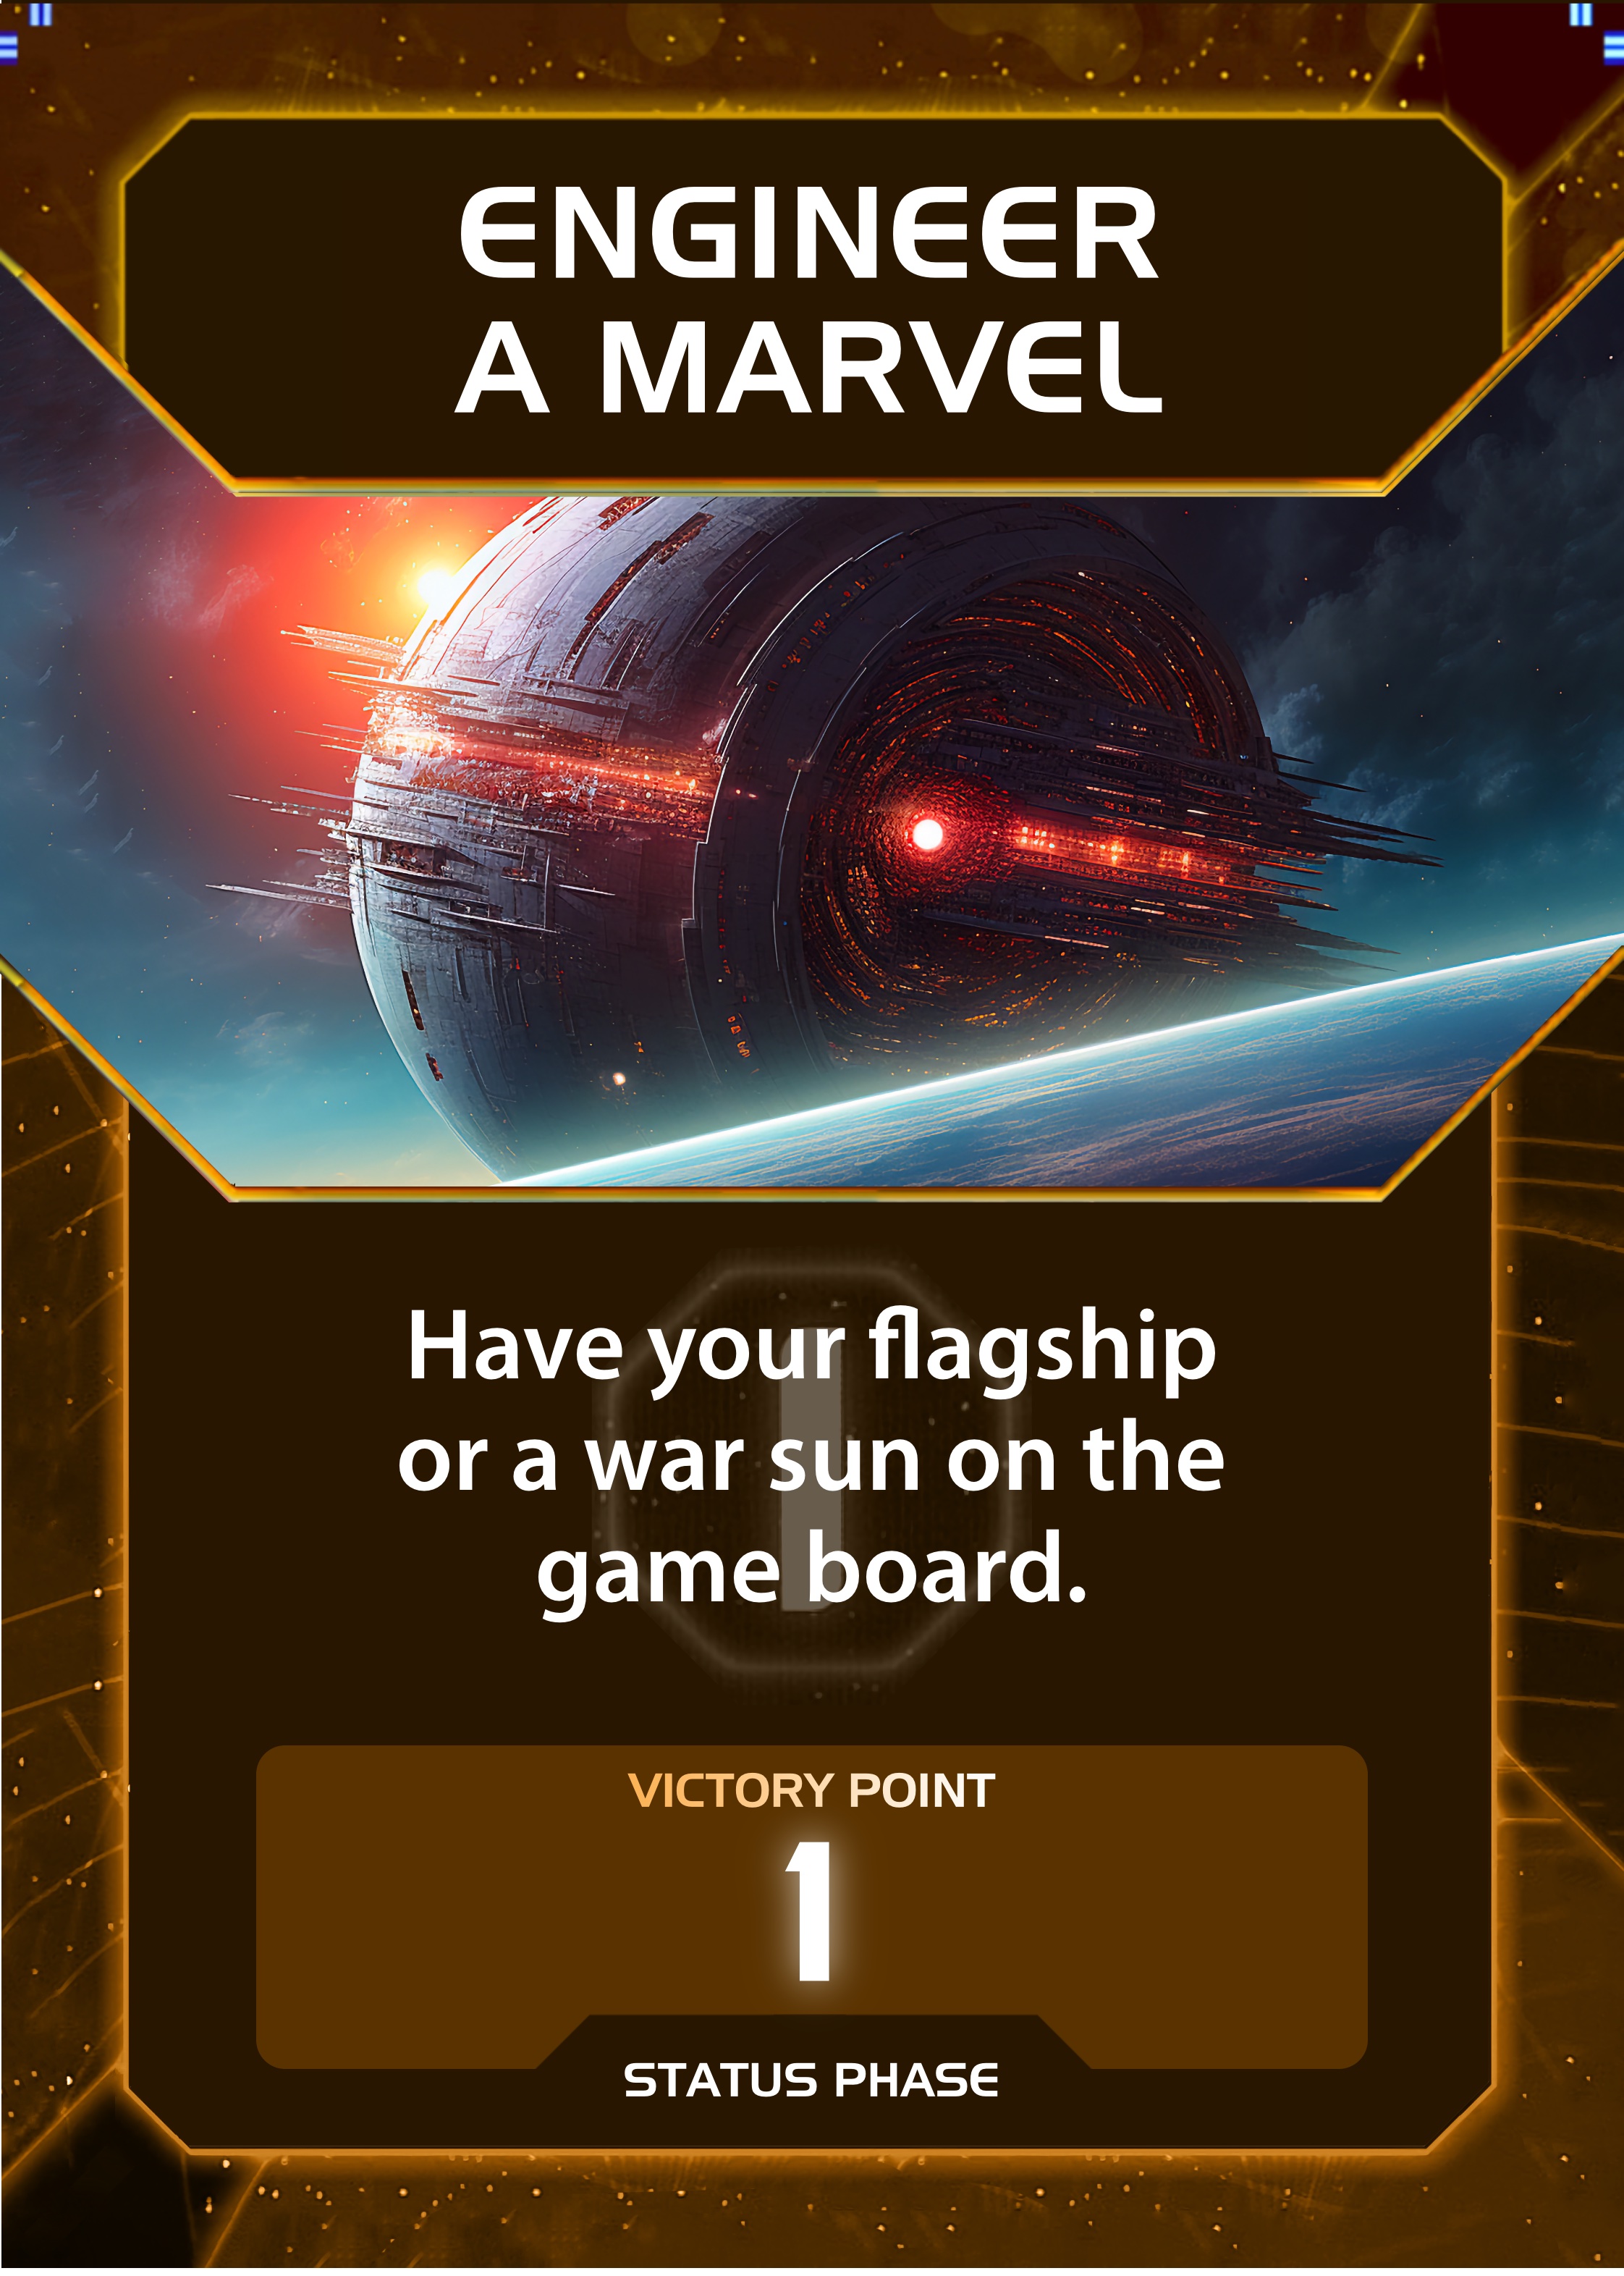 ENGINEER
A MARVEL
Have your flagship
or a war sun on the
game board.
I
VICTORY POINT
1
STATUS PHASE